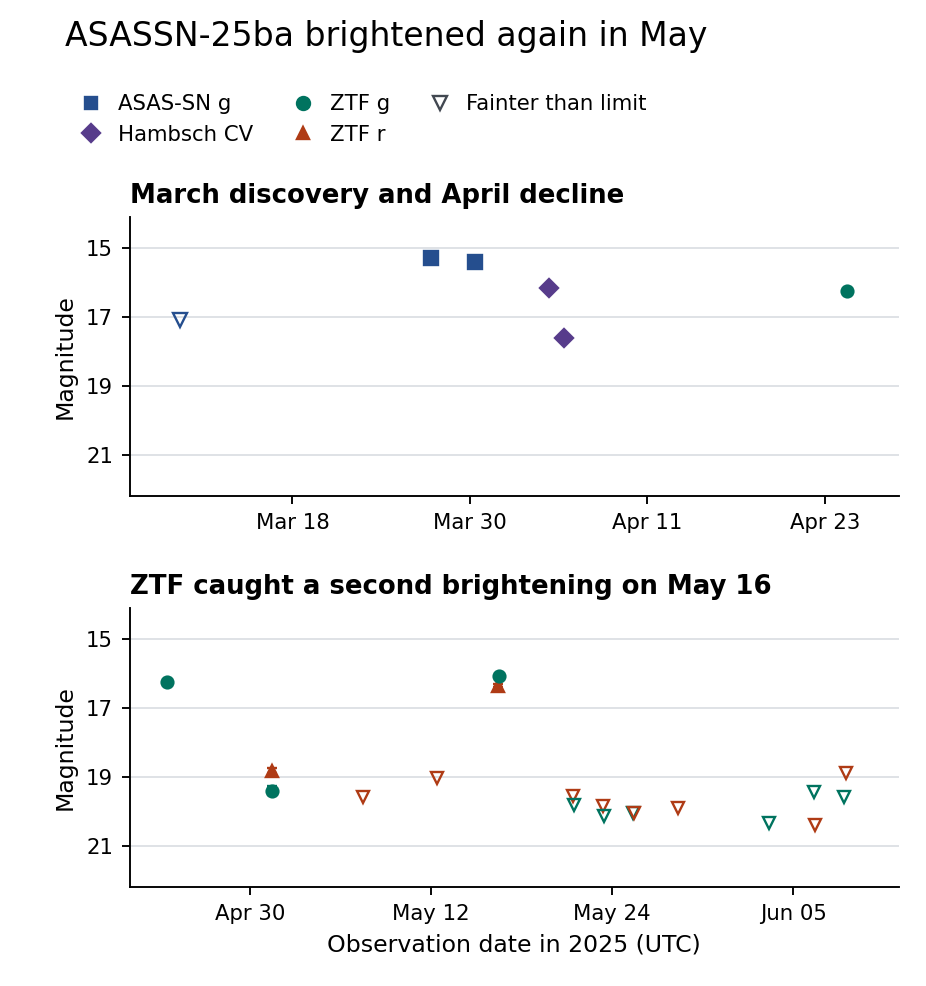 ASASSN-25ba brightened again in May
ASAS-SN g
ZTF g
Fainter than limit
Hambsch CV
ZTF r
March discovery and April decline
15
17
19
21
Magnitude
Mar 18
Mar 30
Apr 11
Apr 23
ZTF caught a second brightening on May 16
15
17
19
21
Magnitude
Apr 30
May 12
May 24
Jun 05
Observation date in 2025 (UTC)